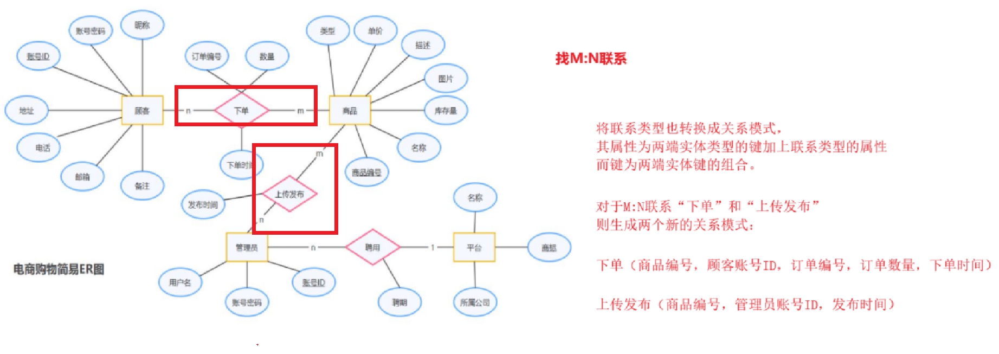 昵称
账号密码
账号ID
地址
电话
邮箱
备注
顾客
n
下单
m
订单编号
数量
下单时间
商品
类型
单价
描述
图片
库存量
名称
商品编号
m
上传发布
发布时间
n
管理员
用户名
账号密码
账号ID
n
聘用
1
聘期
平台
名称
商标
所属公司
电商购物简易ER图
找M:N联系
将联系类型也转换成关系模式,
其属性为两端实体类型的键加上联系类型的属性
而键为两端实体键的组合。
对于M:N联系“下单”和“上传发布”
则生成两个新的关系模式:
下单（商品编号，顾客账号ID，订单编号，订单数量，下单时间）
上传发布（商品编号，管理员账号ID，发布时间）